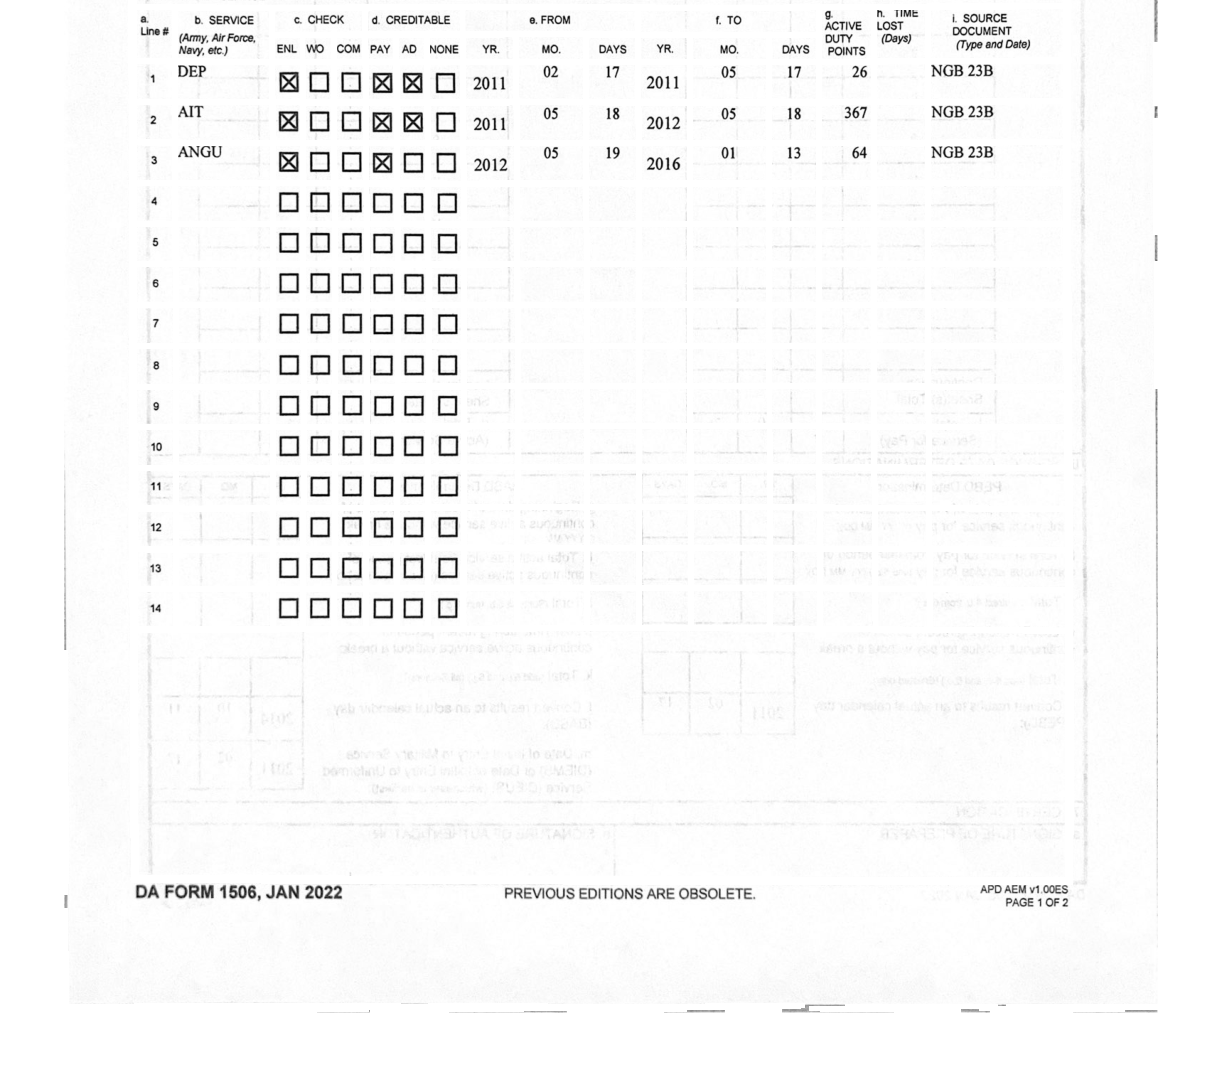 a. b. SERVICE c. CHECK d. CREDITABLE e. FROM f. TO g. h. TIME i. SOURCE
Line # (Army, Air Force, ACTIVE LOST DOCUMENT
Navy, etc.) ENL WO COM PAY AD NONE YR. MO. DAYS YR. MO. DAYS DUTY (Days) (Type and Date)
POINTS
1 DEP 2011 02 17 2011 05 17 26 NGB 23B
2 AIT 2011 05 18 2012 05 18 367 NGB 23B
3 ANGU 2012 05 19 2016 01 13 64 NGB 23B
4
5
6
7
8
9
10
11
12
13
14
DA FORM 1506, JAN 2022 PREVIOUS EDITIONS ARE OBSOLETE. APD AEM v1.00ES
PAGE 1 OF 2